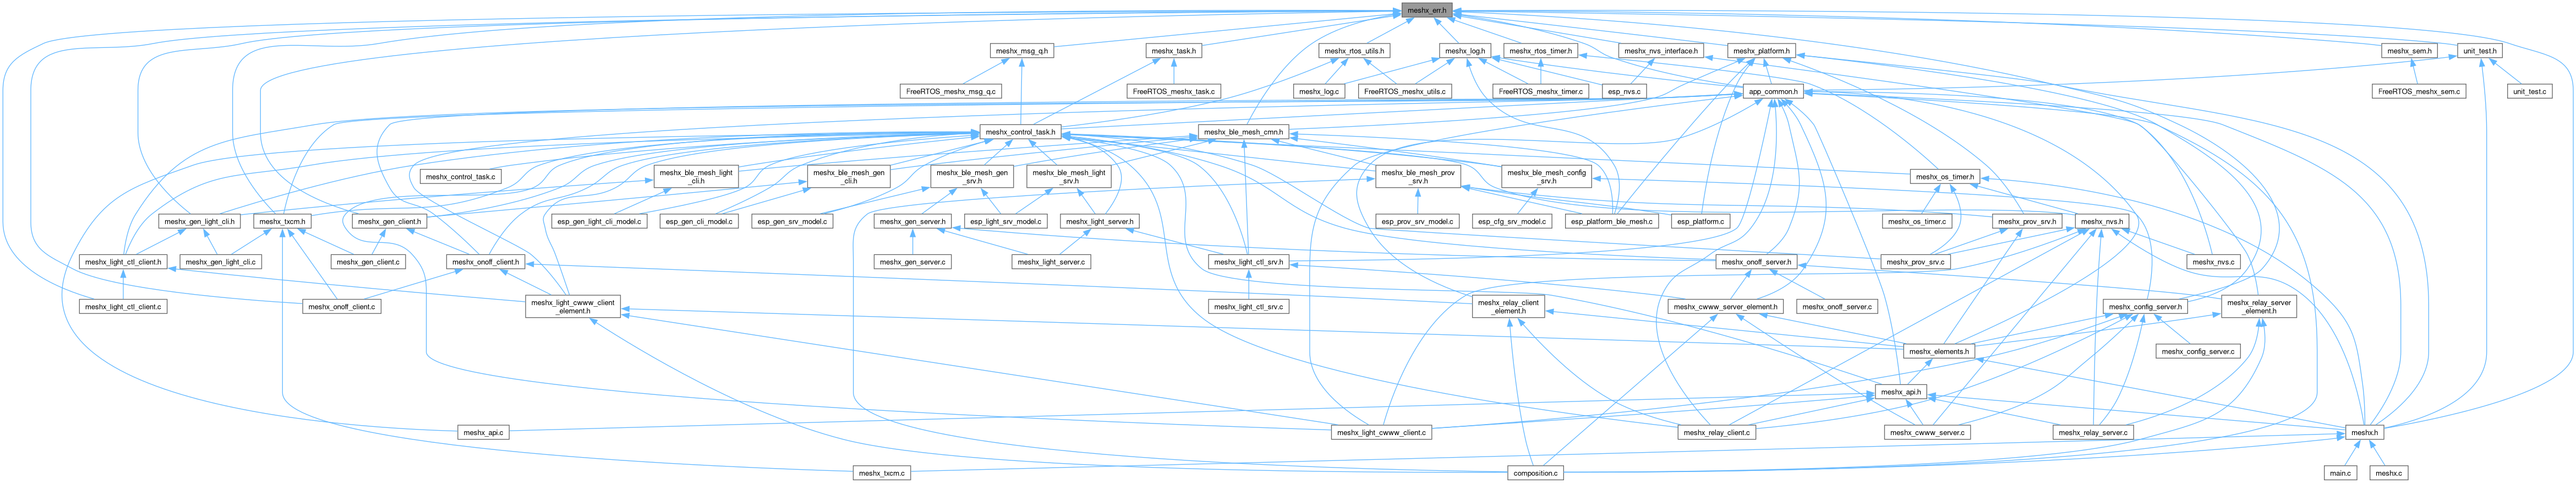 meshx_err.h
meshx_msg_q.h
meshx_task.h
meshx_rtos_utils.h
meshx_log.h
meshx_rtos_timer.h
meshx_nvs_interface.h
meshx_platform.h
meshx_sem.h
unit_test.h
FreeRTOS_meshx_msg_q.c
FreeRTOS_meshx_task.c
meshx_log.c
FreeRTOS_meshx_utils.c
FreeRTOS_meshx_timer.c
esp_nvs.c
app_common.h
FreeRTOS_meshx_sem.c
unit_test.c
meshx_control_task.h
meshx_ble_mesh_cmn.h
meshx_control_task.c
meshx_ble_mesh_light
_cli.h
meshx_ble_mesh_gen
_cli.h
meshx_ble_mesh_gen
_srv.h
meshx_ble_mesh_light
_srv.h
meshx_ble_mesh_prov
_srv.h
meshx_ble_mesh_config
_srv.h
meshx_os_timer.h
meshx_gen_light_cli.h
meshx_txcm.h
meshx_gen_client.h
esp_gen_light_cli_model.c
esp_gen_cli_model.c
esp_gen_srv_model.c
meshx_gen_server.h
esp_light_srv_model.c
meshx_light_server.h
esp_prov_srv_model.c
esp_cfg_srv_model.c
esp_platform_ble_mesh.c
esp_platform.c
meshx_os_timer.c
meshx_prov_srv.h
meshx_nvs.h
meshx_light_ctl_client.h
meshx_gen_light_cli.c
meshx_gen_client.c
meshx_onoff_client.h
meshx_gen_server.c
meshx_light_server.c
meshx_light_ctl_srv.h
meshx_onoff_server.h
meshx_prov_srv.c
meshx_nvs.c
meshx_light_ctl_client.c
meshx_onoff_client.c
meshx_light_cwww_client
_element.h
meshx_light_ctl_srv.c
meshx_relay_client
_element.h
meshx_cwww_server_element.h
meshx_onoff_server.c
meshx_config_server.h
meshx_relay_server
_element.h
meshx_elements.h
meshx_config_server.c
meshx_api.h
meshx_api.c
meshx_light_cwww_client.c
meshx_relay_client.c
meshx_cwww_server.c
meshx_relay_server.c
meshx.h
meshx_txcm.c
composition.c
main.c
meshx.c